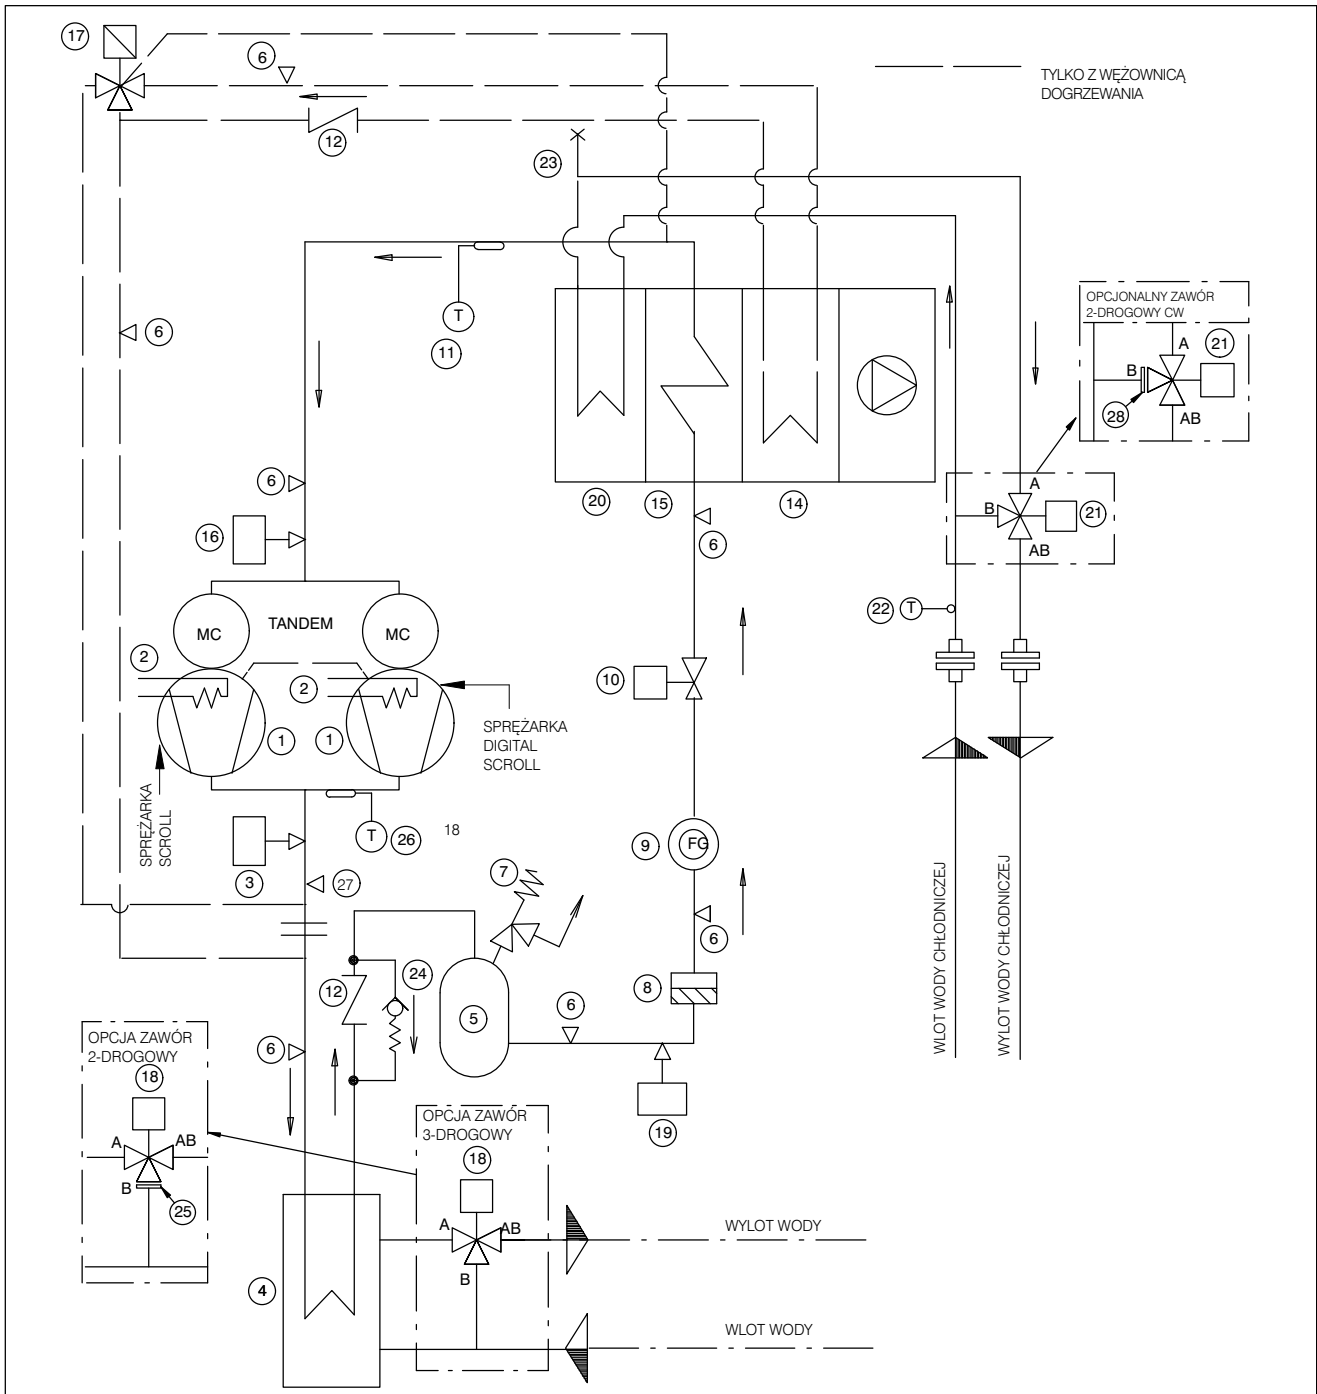 17
6
TYLKO Z WĘŻOWNICĄ
DOGRZEWANIA
12
23
OPCJONALNY ZAWÓR
2-DROGOWY CW
6
T
11
A
21
B
28
AB
6
20
15
14
A
B
21
AB
16
6
MC
TANDEM
MC
22
T
2
2
10
1
1
SPRĘŻARKA
DIGITAL
SCROLL
SPRĘŻARKA
SCROLL
T
26
18
9
FG
3
27
7
WLOT WODY CHŁODNICZEJ
WYLOT WODY CHŁODNICZEJ
6
24
12
8
5
6
OPCJA ZAWÓR
2-DROGOWY
6
18
OPCJA ZAWÓR
3-DROGOWY
19
A
AB
18
B
25
A
AB
WYLOT WODY
B
4
WLOT WODY